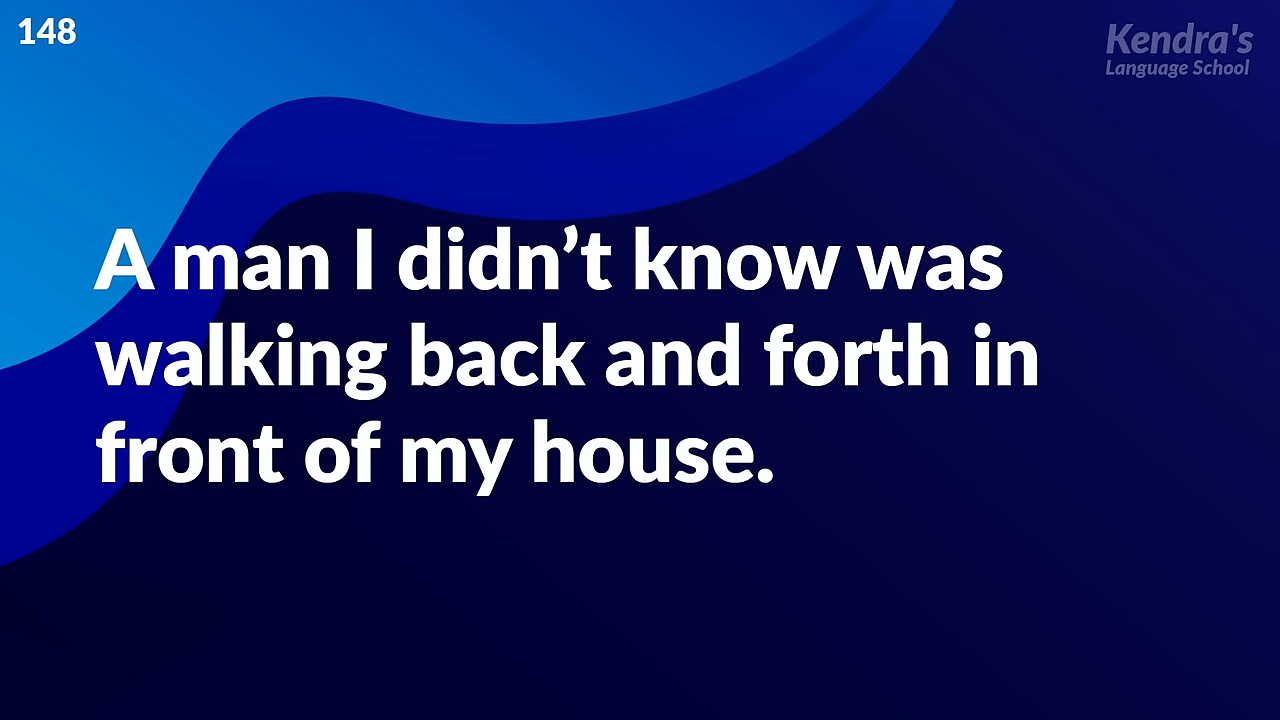 148
Kendra's
Language School
A man I didn’t know was
walking back and forth in
front of my house.